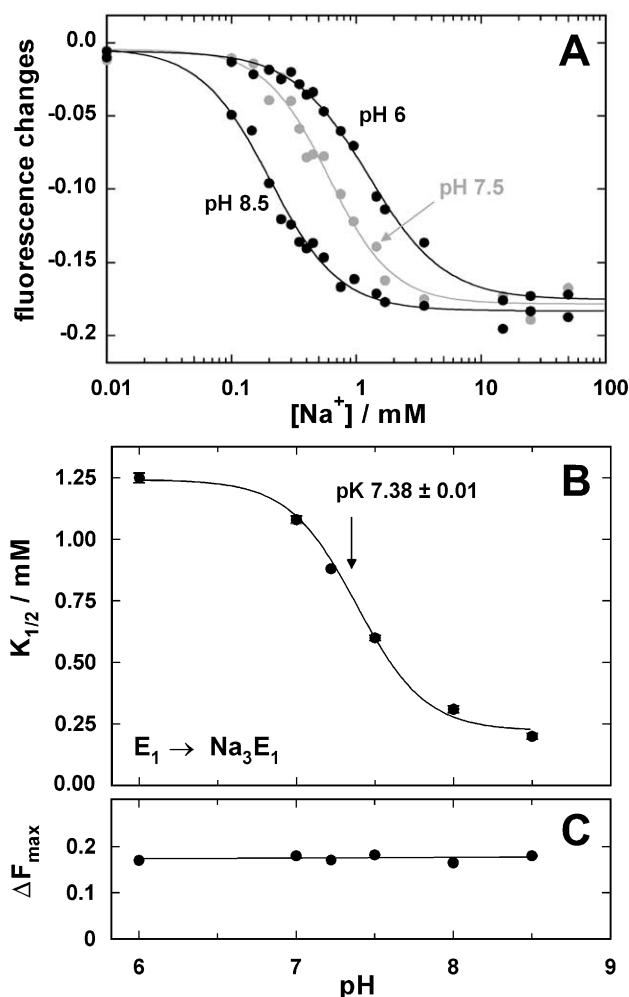 A
0.0
-0.05
-0.10
-0.15
-0.2
fluorescence changes
pH 6
pH 7.5
pH 8.5
0.01 0.1 1 10 100
[Na⁺] / mM
B
1.25
1.00
0.75
0.50
0.25
0.00
K₁/₂ / mM
pK 7.38 ± 0.01
E₁ → Na₃E₁
C
0.2
0.1
0
ΔFₘₐₓ
6 7 8 9
pH